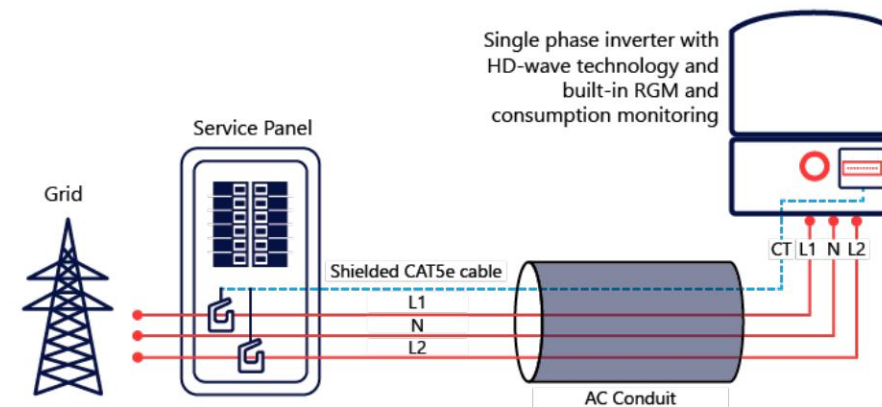 Single phase inverter with
HD-wave technology and
built-in RGM and
consumption monitoring
Service Panel
Grid
CT L1 N L2
Shielded CAT5e cable
L1
N
L2
AC Conduit